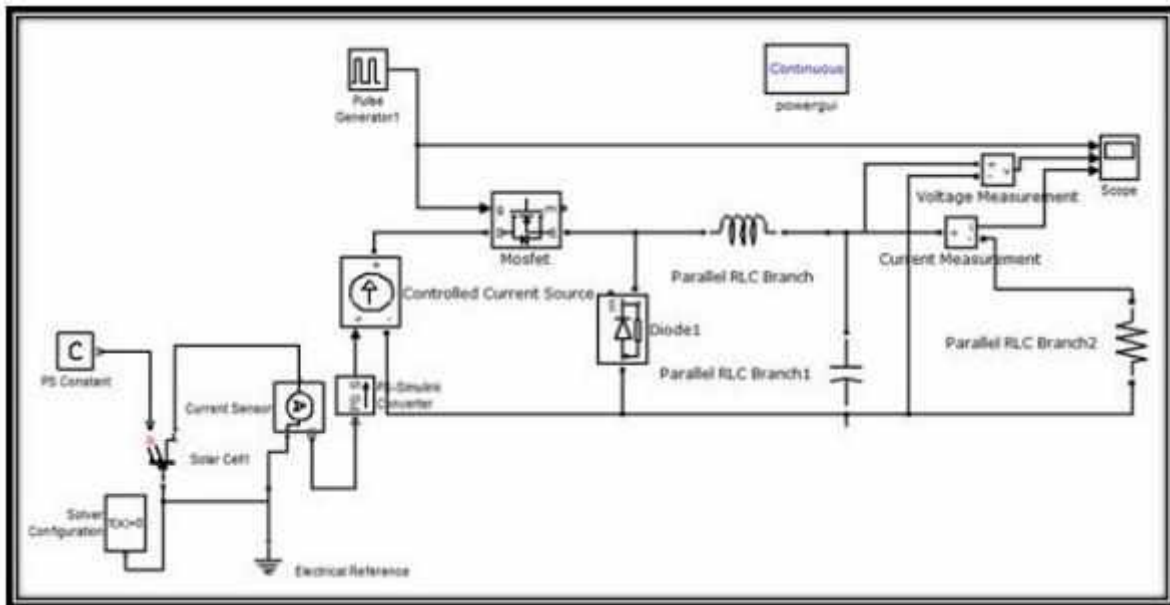 Continuous
powergui
Pulse
Generator1
Scope
Voltage Measurement
Mosfet
Current Measurement
Parallel RLC Branch
Controlled Current Source
Diode1
Parallel RLC Branch2
C
PS Constant
Parallel RLC Branch1
PS-Simulink
Converter
Current Sensor
A
Solar Cell1
Solver
Configuration
f(x)=0
Electrical Reference